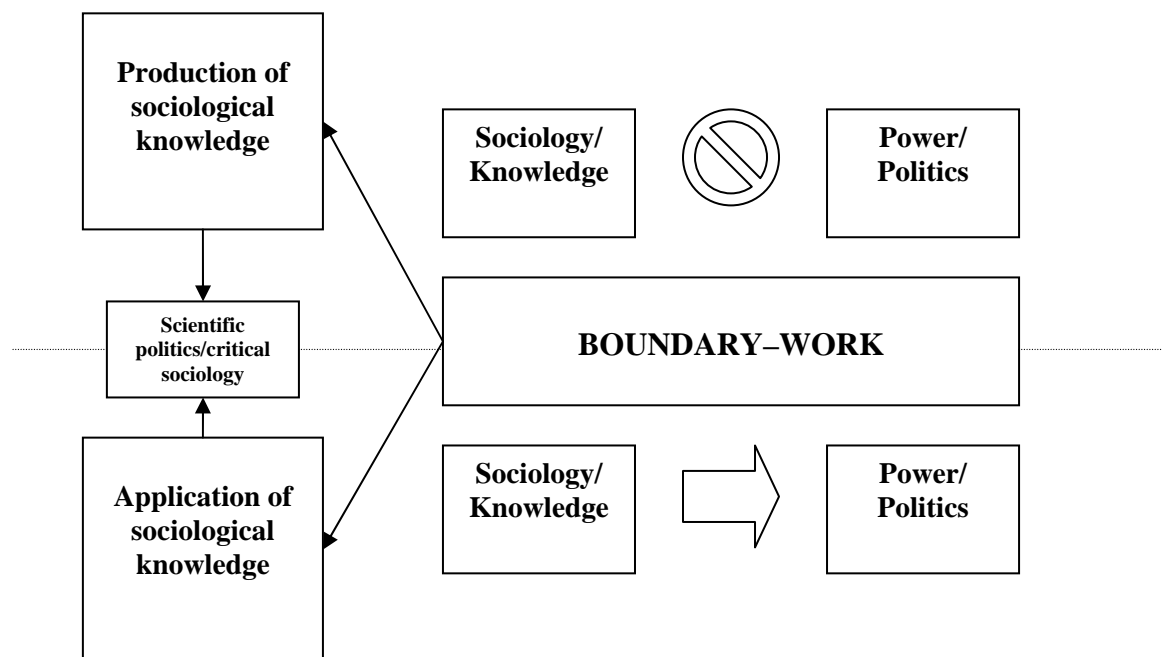 Production of
sociological
knowledge
Sociology/
Knowledge
Power/
Politics
Scientific
politics/critical
sociology
BOUNDARY–WORK
Application of
sociological
knowledge
Sociology/
Knowledge
Power/
Politics